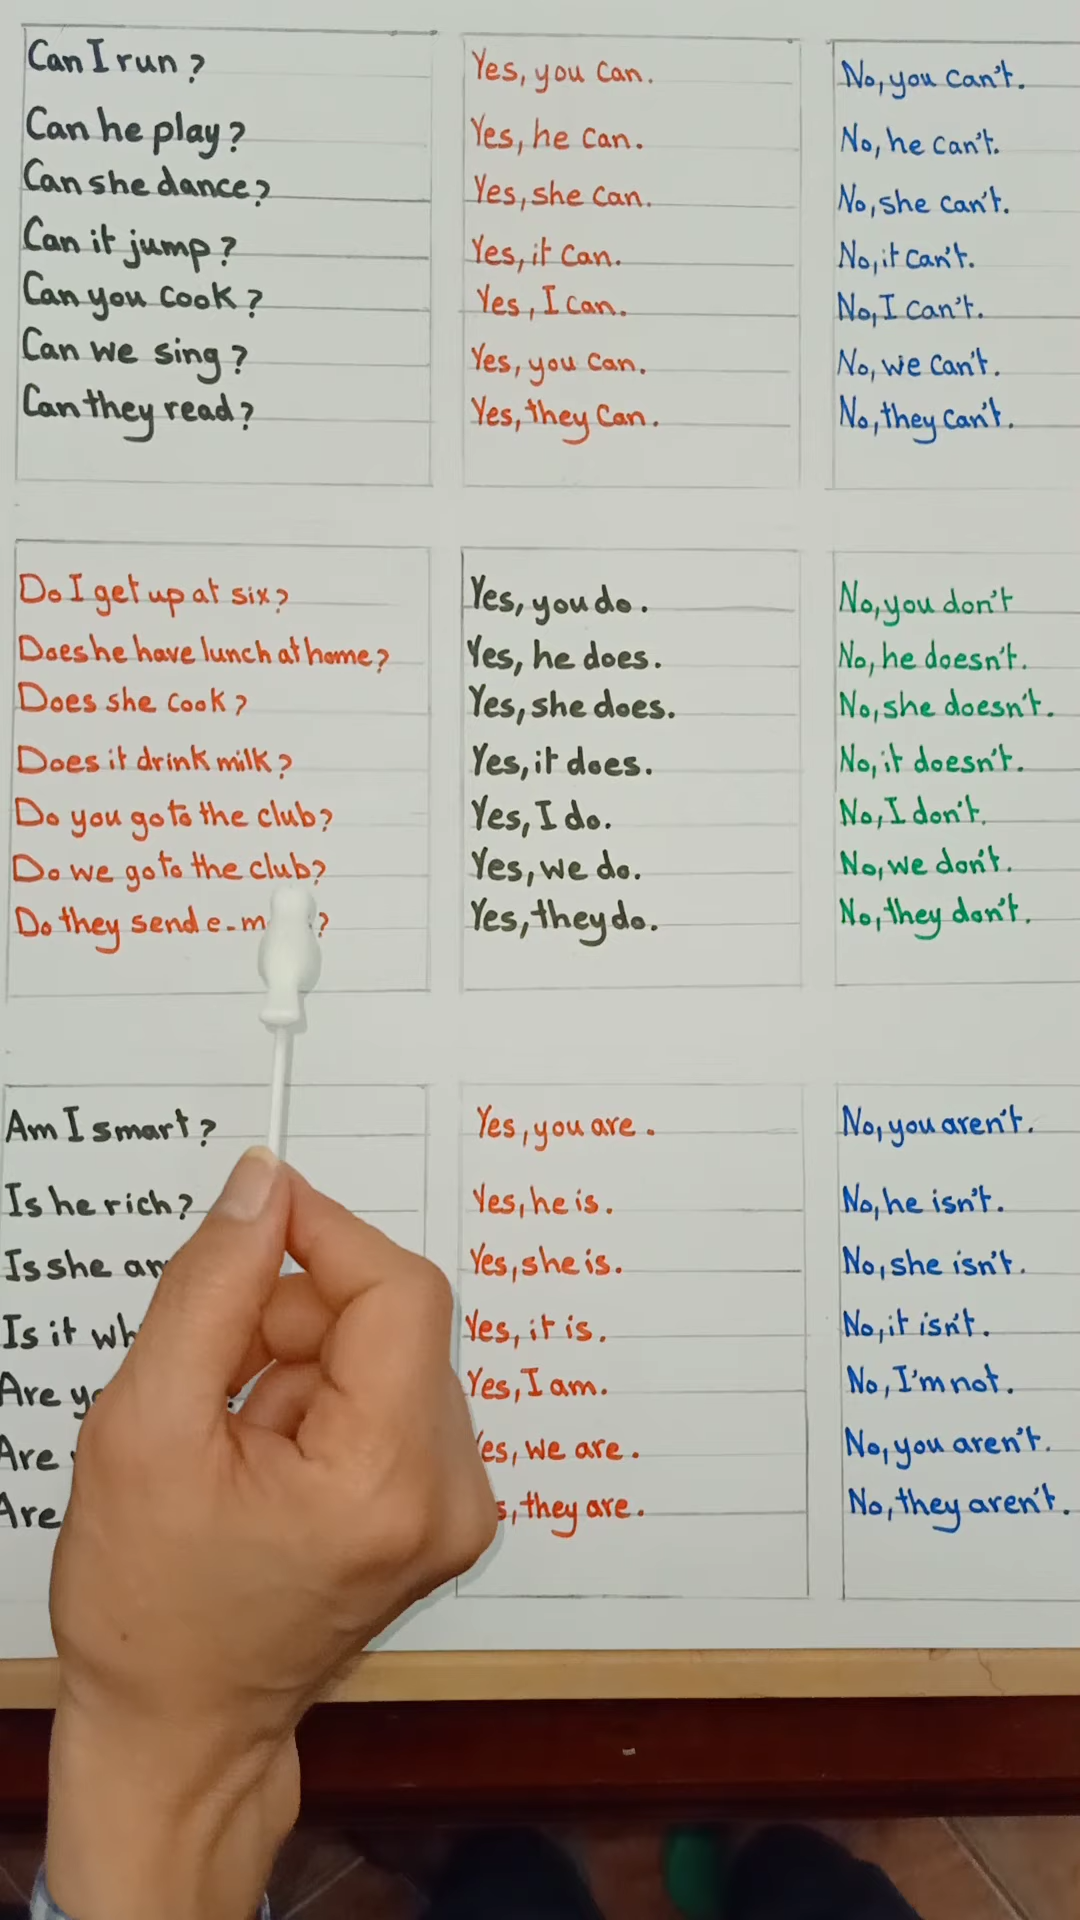 Can I run? Yes, you can. No, you can't.
Can he play? Yes, he can. No, he can't.
Can she dance? Yes, she can. No, she can't.
Can it jump? Yes, it can. No, it can't.
Can you cook? Yes, I can. No, I can't.
Can we sing? Yes, you can. No, we can't.
Can they read? Yes, they can. No, they can't.
Do I get up at six? Yes, you do. No, you don't
Does he have lunch at home? Yes, he does. No, he doesn't.
Does she cook? Yes, she does. No, she doesn't.
Does it drink milk? Yes, it does. No, it doesn't.
Do you go to the club? Yes, I do. No, I don't.
Do we go to the club? Yes, we do. No, we don't.
Do they send ? Yes, they do. No, they don't.
Am I smart? Yes, you are. No, you aren't.
Is he rich? Yes, he is. No, he isn't.
Is she Yes, she is. No, she isn't.
Is it Yes, it is. No, it isn't.
Are Yes, I am. No, I'm not.
Are we are. No, you aren't.
Are they are. No, they aren't.